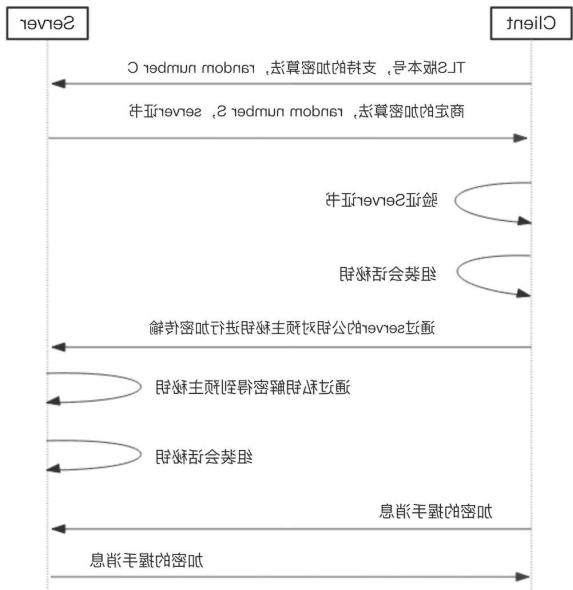 Client
Server
TLS版本号，支持的加密算法，random number C
商定的加密算法，random number S，server证书
验证Server证书
组装会话秘钥
通过server的公钥对预主秘钥进行加密传输
通过私钥解密得到预主秘钥
组装会话秘钥
加密的握手消息
加密的握手消息